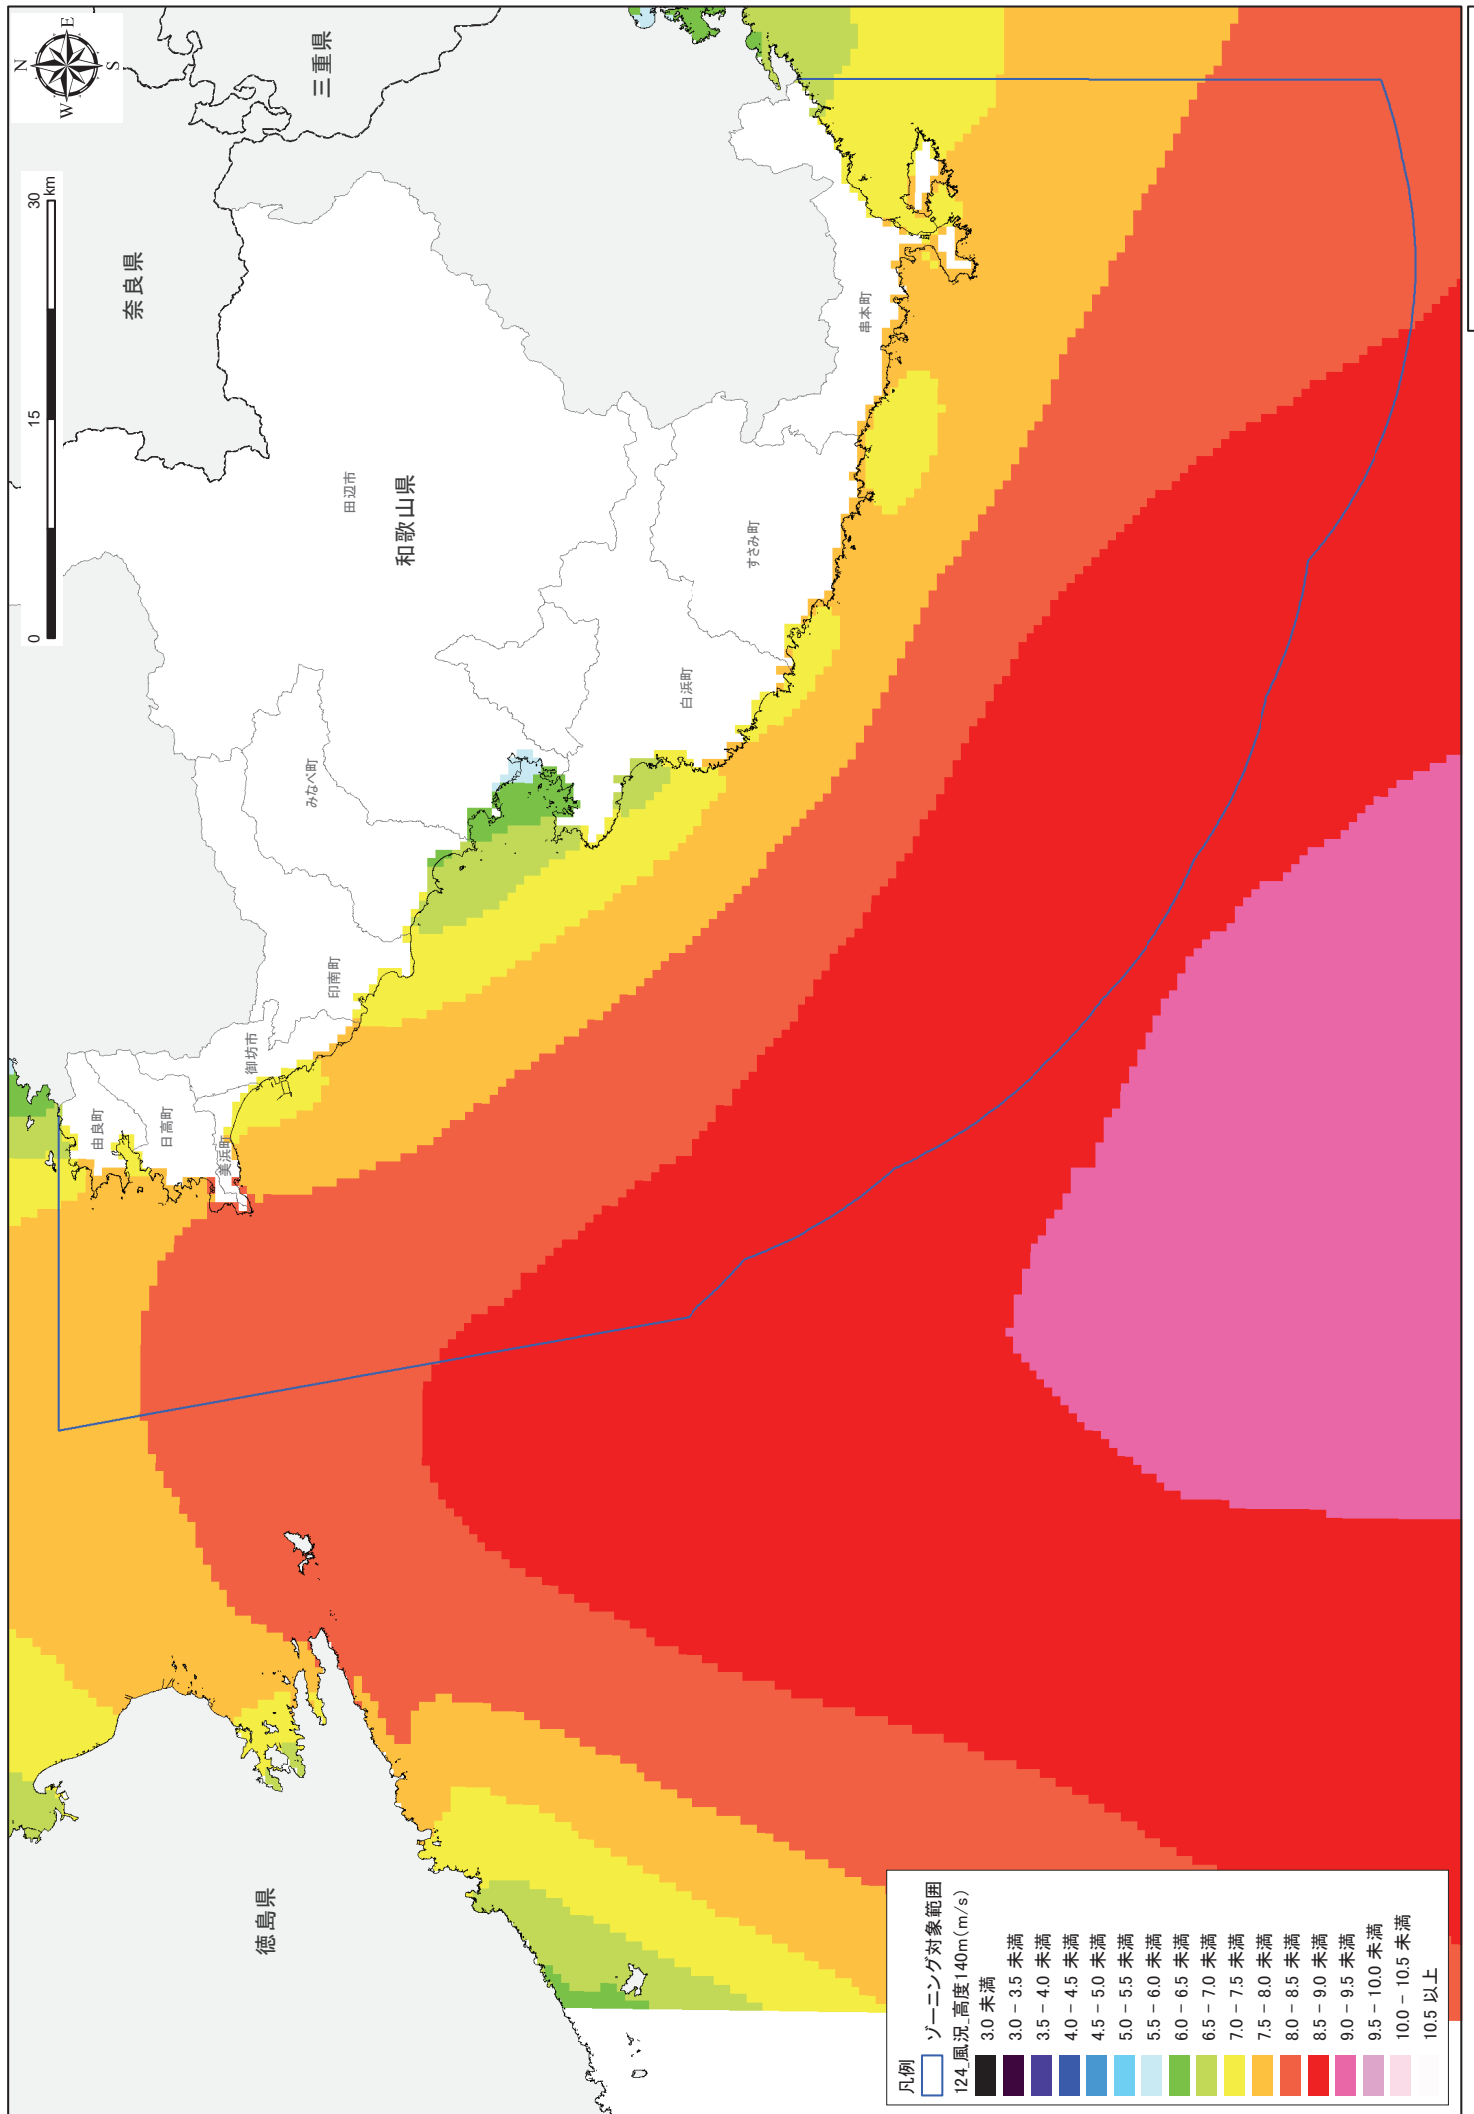 N
E
S
W
0 15 30
km
三重県
奈良県
和歌山県
徳島県
田辺市
みなべ町
印南町
御坊市
由良町
日高町
美浜町
白浜町
すさみ町
串本町
凡例
ゾーニング対象範囲
124_風況_高度140m(m/s)
3.0 未満
3.0 - 3.5 未満
3.5 - 4.0 未満
4.0 - 4.5 未満
4.5 - 5.0 未満
5.0 - 5.5 未満
5.5 - 6.0 未満
6.0 - 6.5 未満
6.5 - 7.0 未満
7.0 - 7.5 未満
7.5 - 8.0 未満
8.0 - 8.5 未満
8.5 - 9.0 未満
9.0 - 9.5 未満
9.5 - 10.0 未満
10.0 - 10.5 未満
10.5 以上